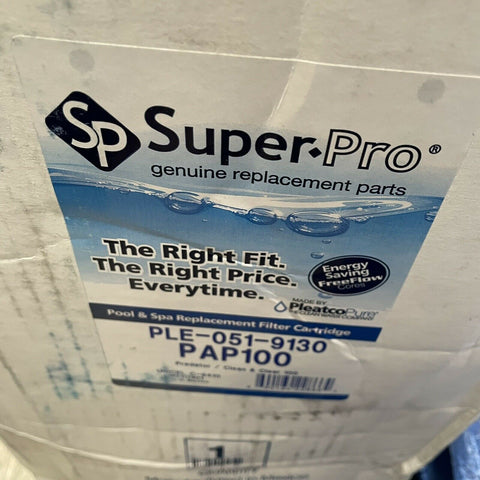 SP Super-Pro®
genuine replacement parts
The Right Fit.
The Right Price.
Everytime.
Energy
Saving
FreeFlow
Cores
MADE BY
PleatcoPure
Pool & Spa Replacement Filter Cartridge
PLE-051-9130
PAP100
Predator / Clean & Clear 100
1